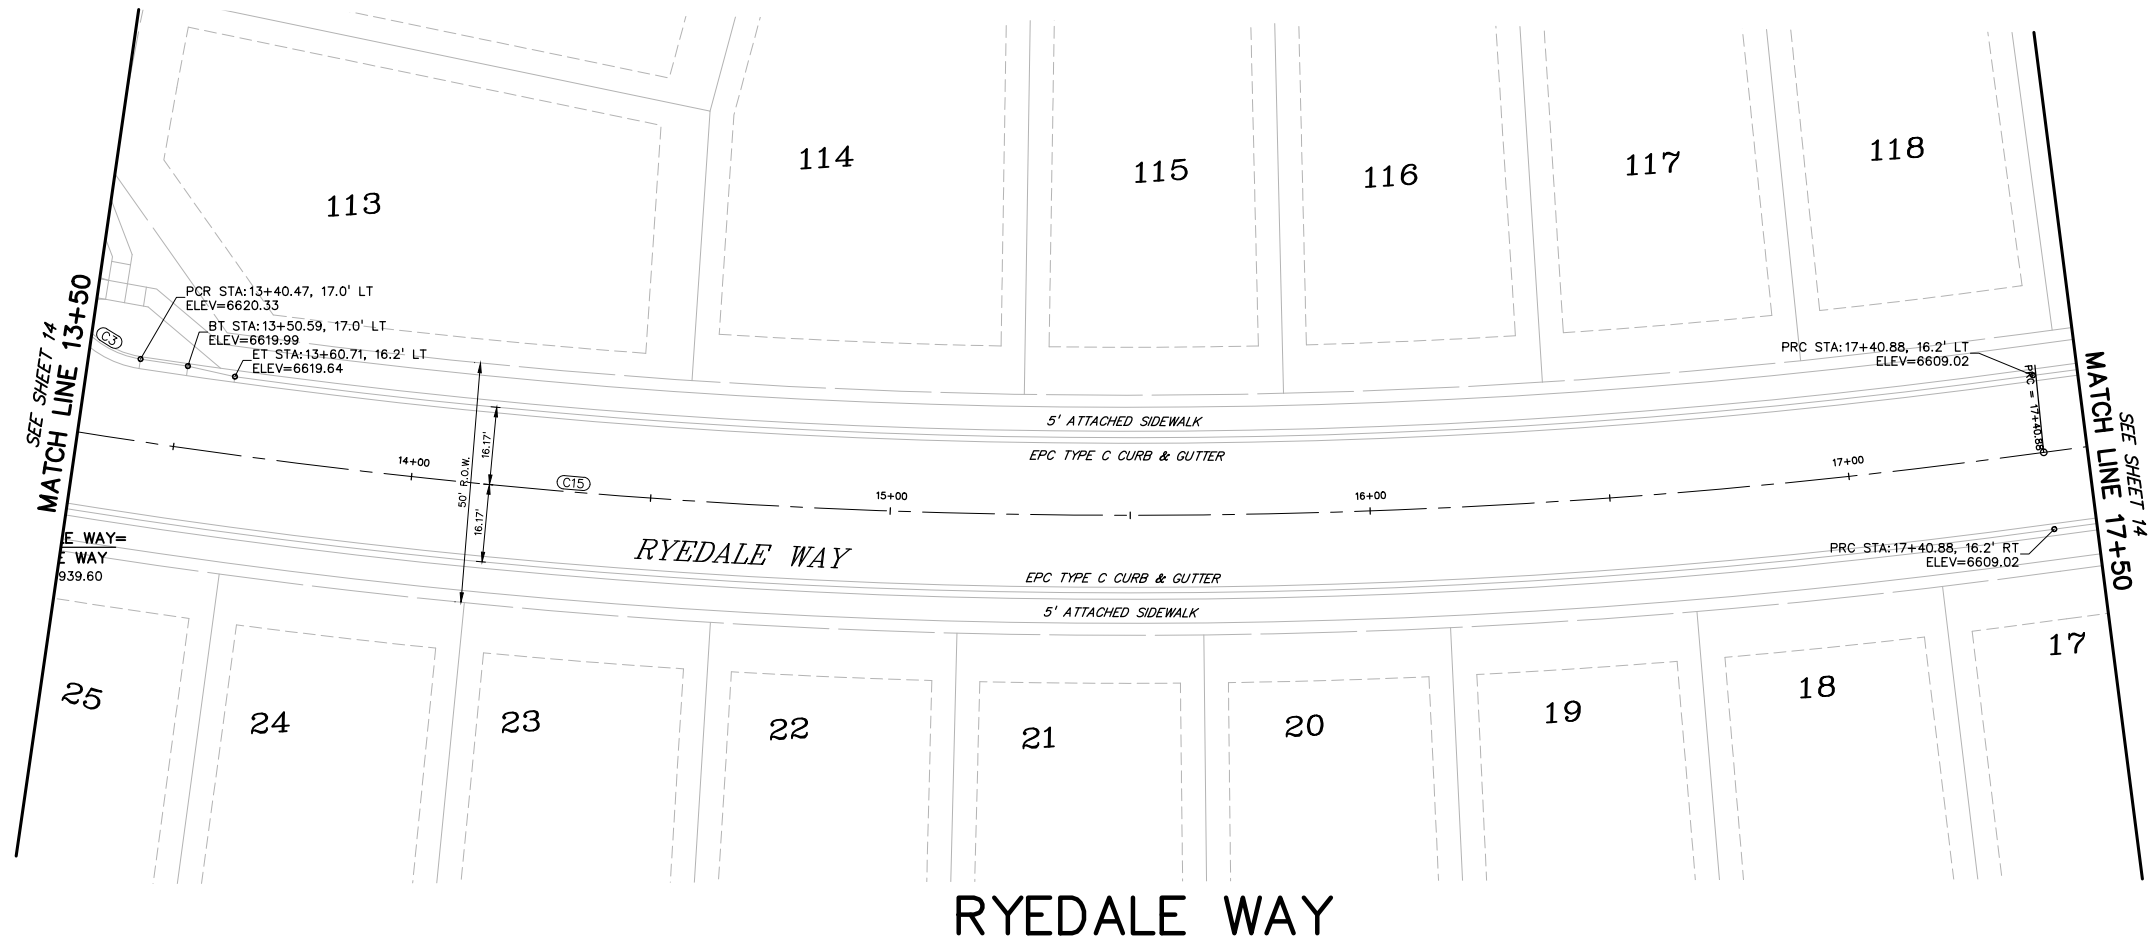 114
115
116
117
118
113
PCR STA:13+40.47, 17.0' LT
ELEV=6620.33
BT STA:13+50.59, 17.0' LT
ELEV=6619.99
ET STA:13+60.71, 16.2' LT
ELEV=6619.64
C3
SEE SHEET 14
MATCH LINE 13+50
PRC STA:17+40.88, 16.2' LT
ELEV=6609.02
PRC = 17+40.88
MATCH LINE 17+50
SEE SHEET 14
5' ATTACHED SIDEWALK
EPC TYPE C CURB & GUTTER
16.17'
50' R.O.W.
16.17'
14+00
C15
15+00
16+00
17+00
RYEDALE WAY
E WAY=
E WAY
939.60
EPC TYPE C CURB & GUTTER
5' ATTACHED SIDEWALK
PRC STA:17+40.88, 16.2' RT
ELEV=6609.02
25
24
23
22
21
20
19
18
17
RYEDALE WAY